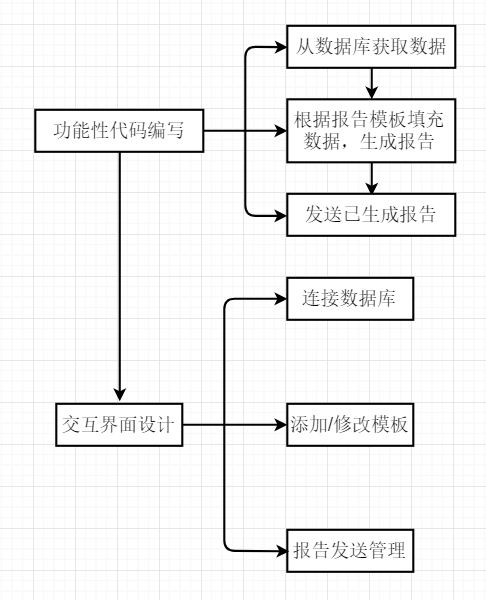 从数据库获取数据
功能性代码编写
根据报告模板填充
数据，生成报告
发送已生成报告
连接数据库
交互界面设计
添加/修改模板
报告发送管理